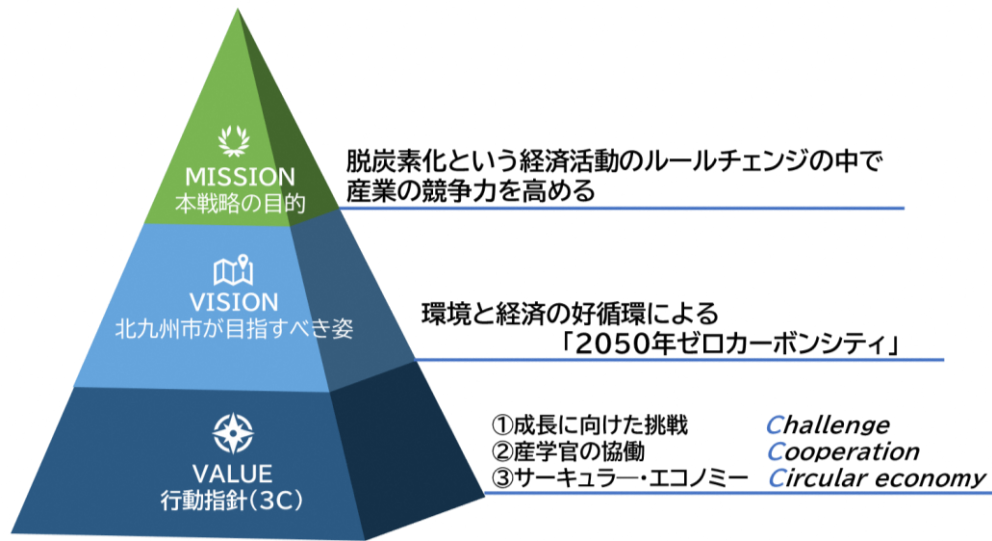 MISSION
本戦略の目的
脱炭素化という経済活動のルールチェンジの中で
産業の競争力を高める
VISION
北九州市が目指すべき姿
環境と経済の好循環による
「2050年ゼロカーボンシティ」
VALUE
行動指針(3C)
①成長に向けた挑戦 Challenge
②産学官の協働 Cooperation
③サーキュラ―・エコノミー Circular economy